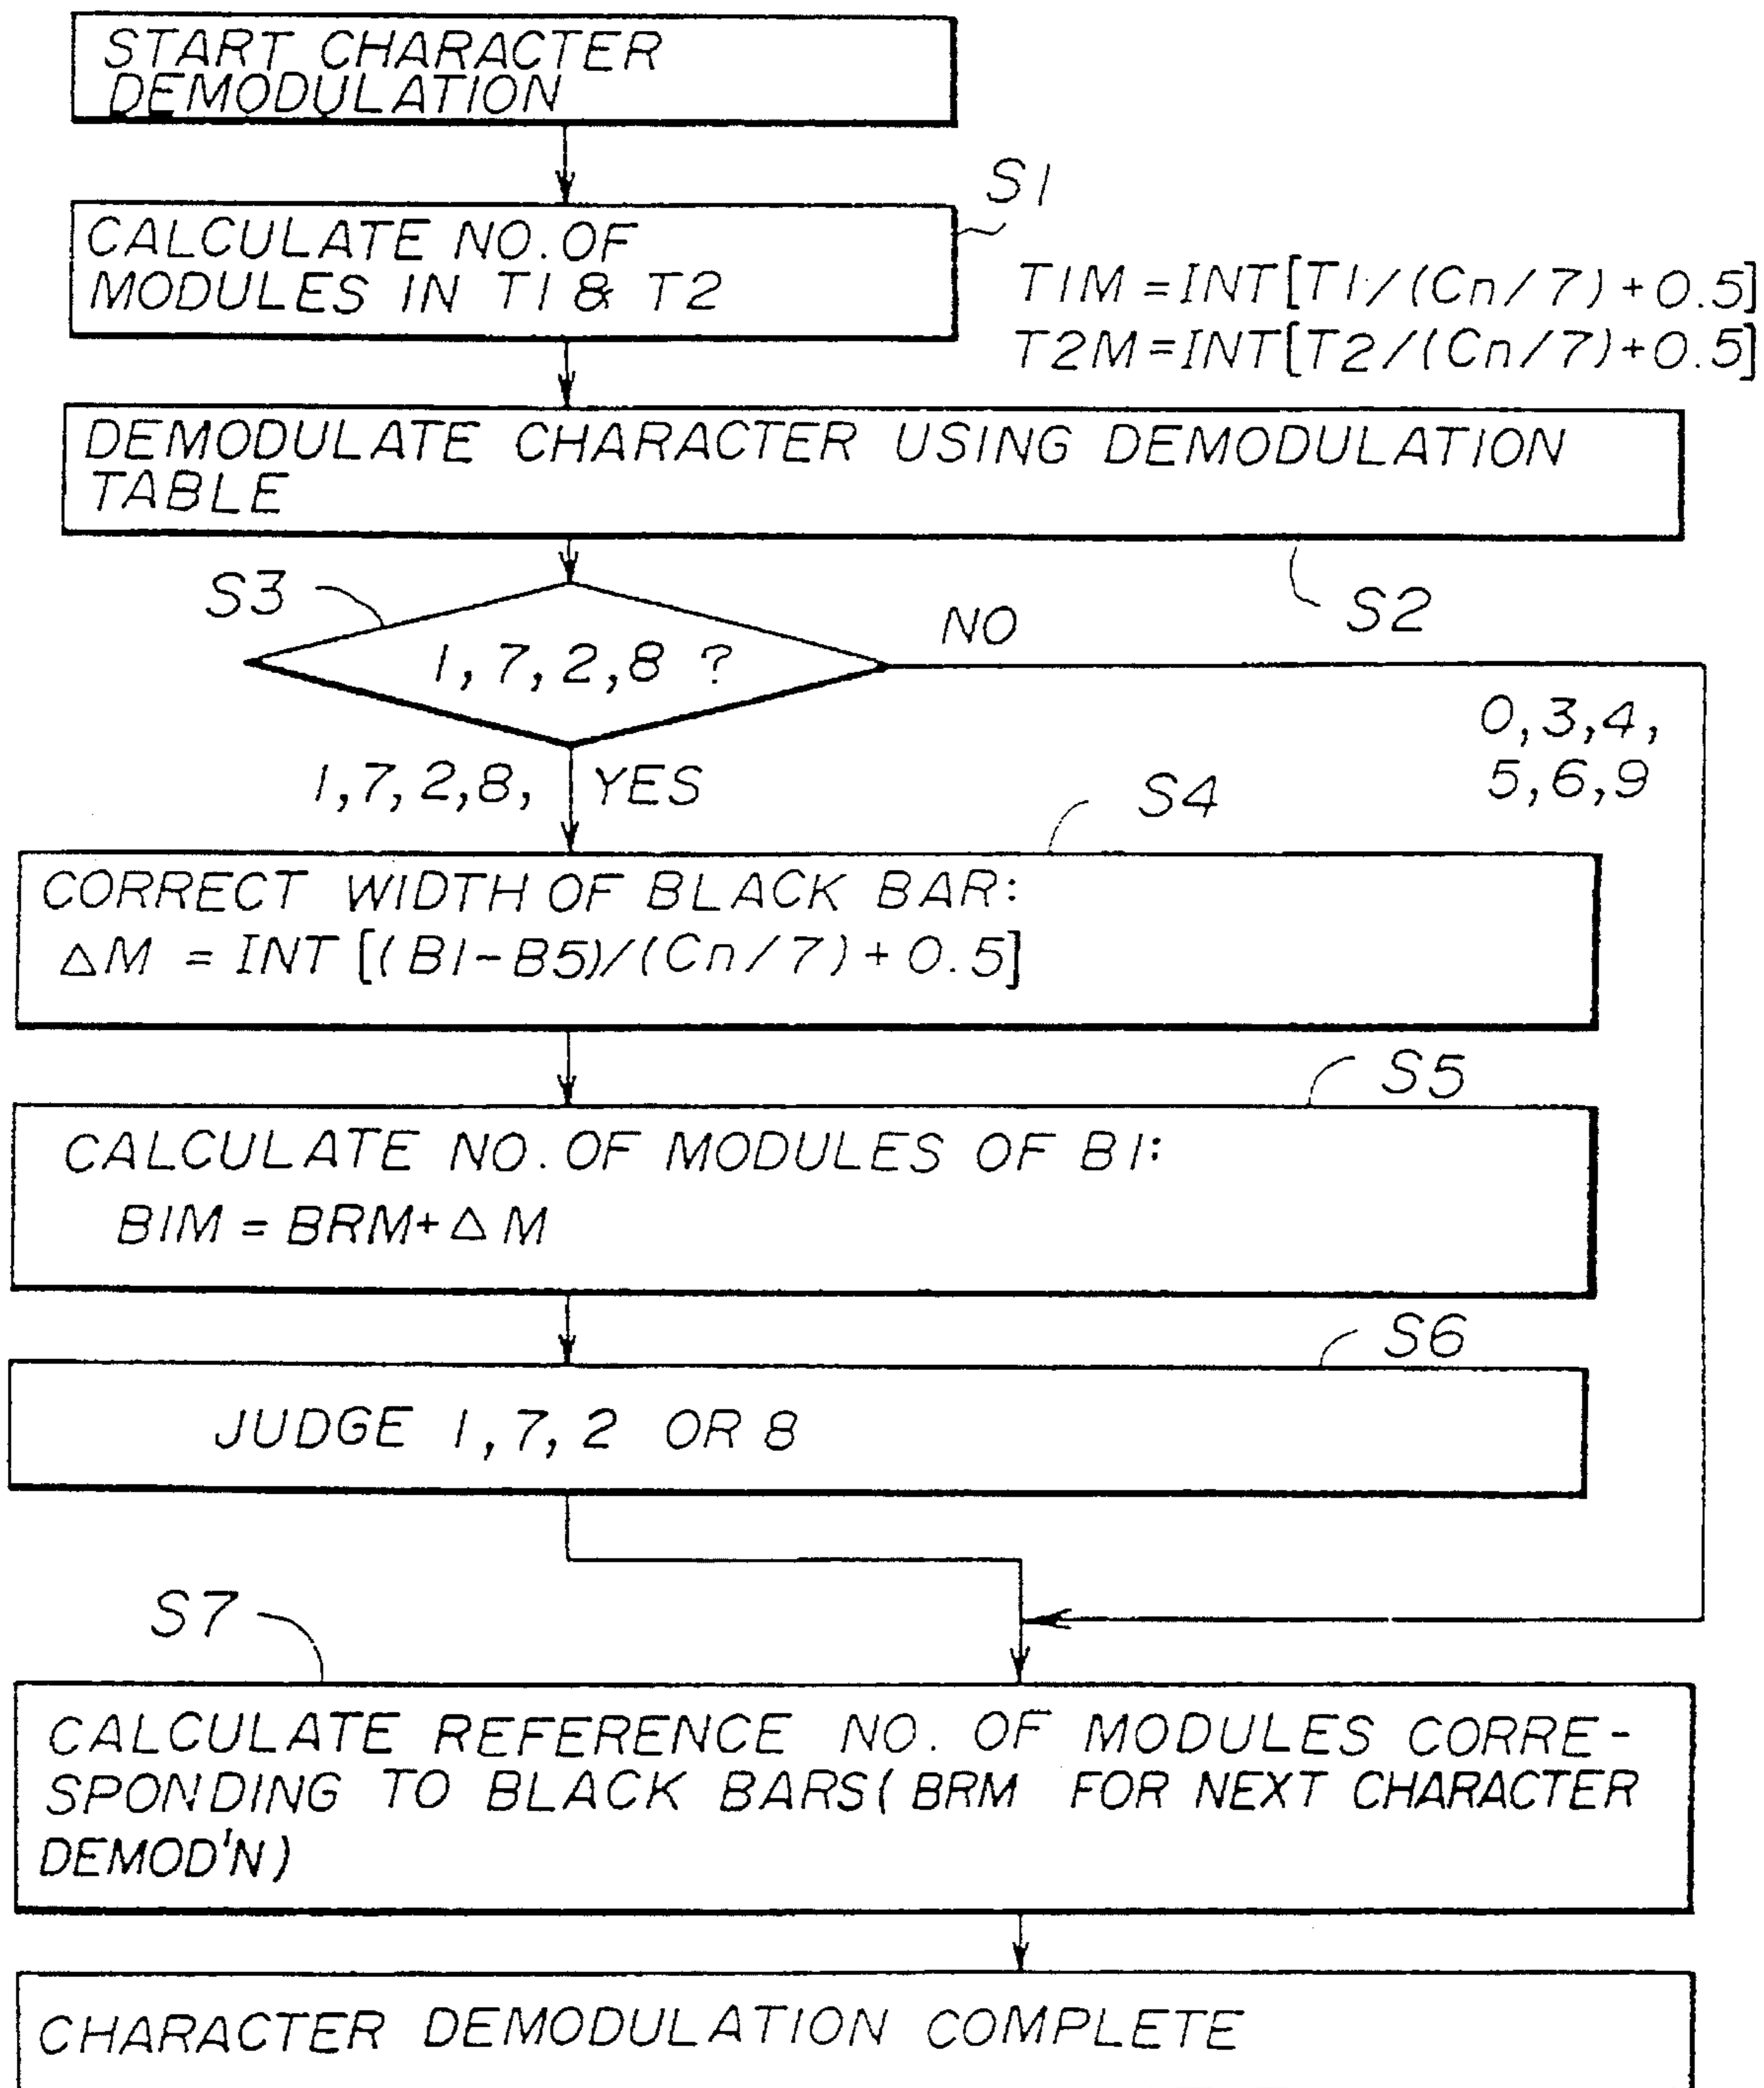 START CHARACTER
DEMODULATION
S1
CALCULATE NO. OF
MODULES IN T1 & T2
T1M = INT[T1/(Cn/7)+0.5]
T2M = INT[T2/(Cn/7)+0.5]
DEMODULATE CHARACTER USING DEMODULATION
TABLE
S2
S3
1, 7, 2, 8 ?
NO
0, 3, 4,
5, 6, 9
1, 7, 2, 8, YES
S4
CORRECT WIDTH OF BLACK BAR:
△M = INT [(B1-B5)/(Cn/7)+0.5]
S5
CALCULATE NO. OF MODULES OF B1:
B1M = BRM+△M
S6
JUDGE 1, 7, 2 OR 8
S7
CALCULATE REFERENCE NO. OF MODULES CORRE-
SPONDING TO BLACK BARS( BRM FOR NEXT CHARACTER
DEMOD'N)
CHARACTER DEMODULATION COMPLETE